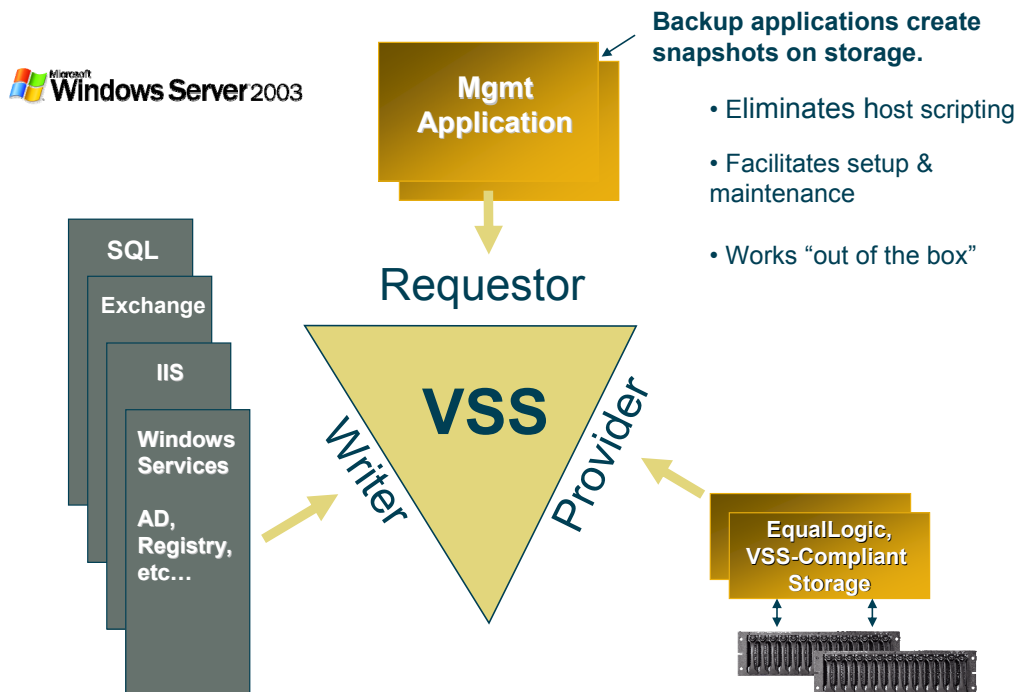 Backup applications create
snapshots on storage.
Microsoft
Windows Server 2003
Mgmt
Application
• Eliminates host scripting
• Facilitates setup &
maintenance
• Works “out of the box”
Requestor
SQL
Exchange
IIS
Windows
Services
AD,
Registry,
etc…
VSS
Writer
Provider
EqualLogic,
VSS-Compliant
Storage